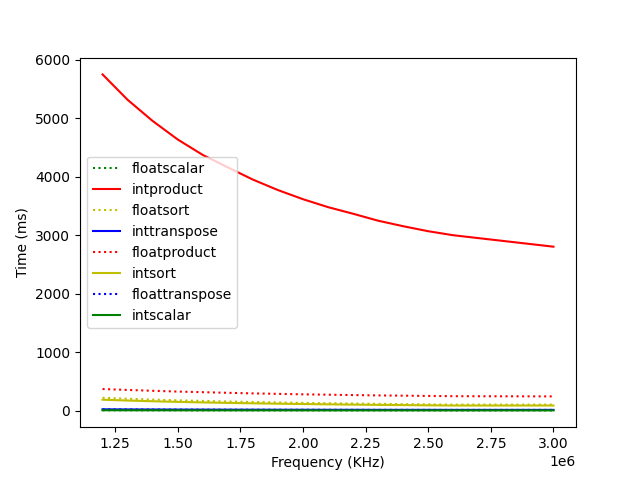 6000
5000
4000
3000
2000
1000
0
Time (ms)
floatscalar
intproduct
floatsort
inttranspose
floatproduct
intsort
floattranspose
intscalar
1.25 1.50 1.75 2.00 2.25 2.50 2.75 3.00
Frequency (KHz)
1e6